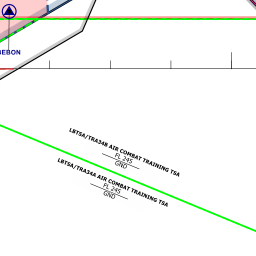 BEBON
LBTSA/TRA34B AIR COMBAT TRAINING TSA
FL 245
GND
LBTSA/TRA34A AIR COMBAT TRAINING TSA
FL 245
GND